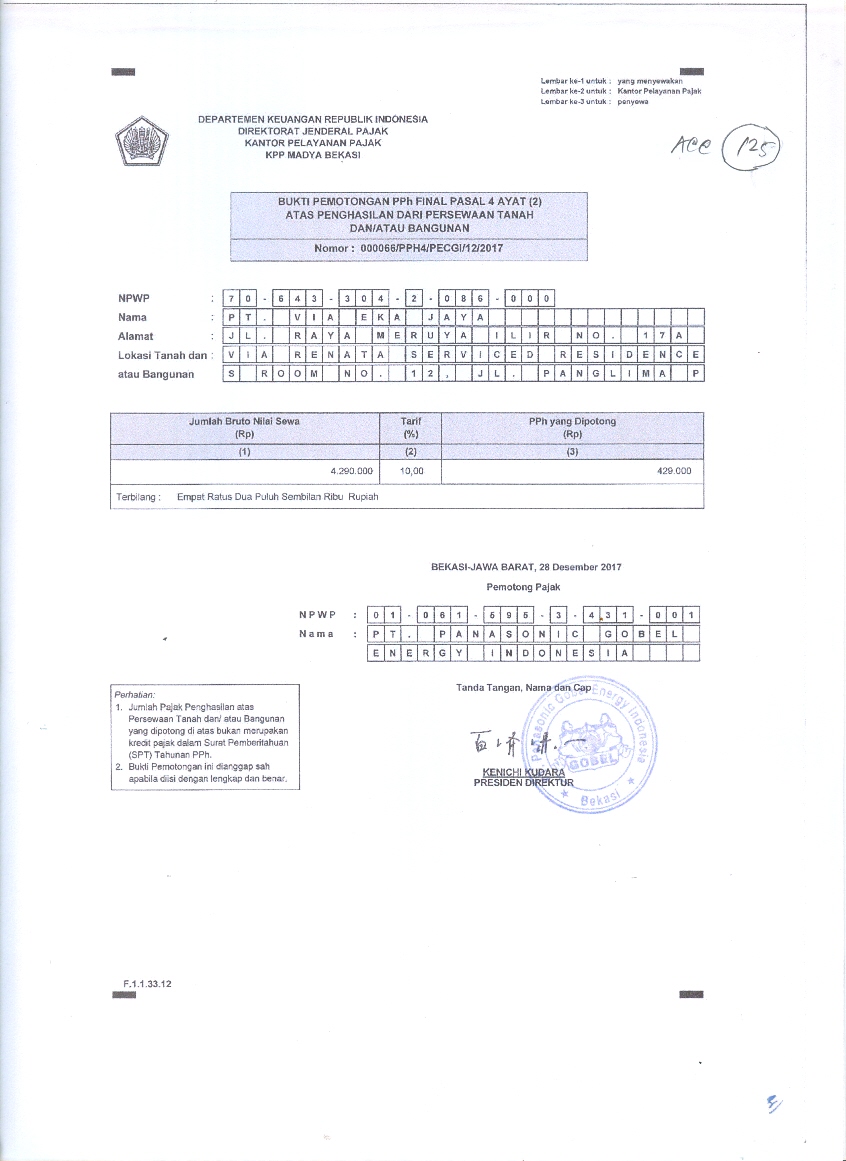 Lembar ke-1 untuk : yang menyewakan
Lembar ke-2 untuk : Kantor Pelayanan Pajak
Lembar ke-3 untuk : penyewa
DEPARTEMEN KEUANGAN REPUBLIK INDONESIA
DIREKTORAT JENDERAL PAJAK
KANTOR PELAYANAN PAJAK
KPP MADYA BEKASI
ACC 125
BUKTI PEMOTONGAN PPh FINAL PASAL 4 AYAT (2)
ATAS PENGHASILAN DARI PERSEWAAN TANAH
DAN/ATAU BANGUNAN
Nomor : 000066/PPH4/PECGI/12/2017
NPWP : 70-643-304-2-086-000
Nama : PT. VIA EKA JAYA
Alamat : JL. RAYA MERUYA ILIR NO. 17A
Lokasi Tanah dan : VIA RENATA SERVICED RESIDENCE
atau Bangunan S ROOM NO. 12, JL. PANGLIMA P
Jumlah Bruto Nilai Sewa (Rp) Tarif (%) PPh yang Dipotong (Rp)
(1) (2) (3)
4.290.000 10,00 429.000
Terbilang : Empat Ratus Dua Puluh Sembilan Ribu Rupiah
BEKASI-JAWA BARAT, 28 Desember 2017
Pemotong Pajak
NPWP : 01-061-595-3-431-001
Nama : PT. PANASONIC GOBEL
ENERGY INDONESIA
Perhatian:
1. Jumlah Pajak Penghasilan atas
Persewaan Tanah dan/ atau Bangunan
yang dipotong di atas bukan merupakan
kredit pajak dalam Surat Pemberitahuan
(SPT) Tahunan PPh.
2. Bukti Pemotongan ini dianggap sah
apabila diisi dengan lengkap dan benar.
Tanda Tangan, Nama dan Cap
Panasonic Gobel Energy Indonesia
GOBEL
Bekasi
KENICHI KUDARA
PRESIDEN DIREKTUR
F.1.1.33.12